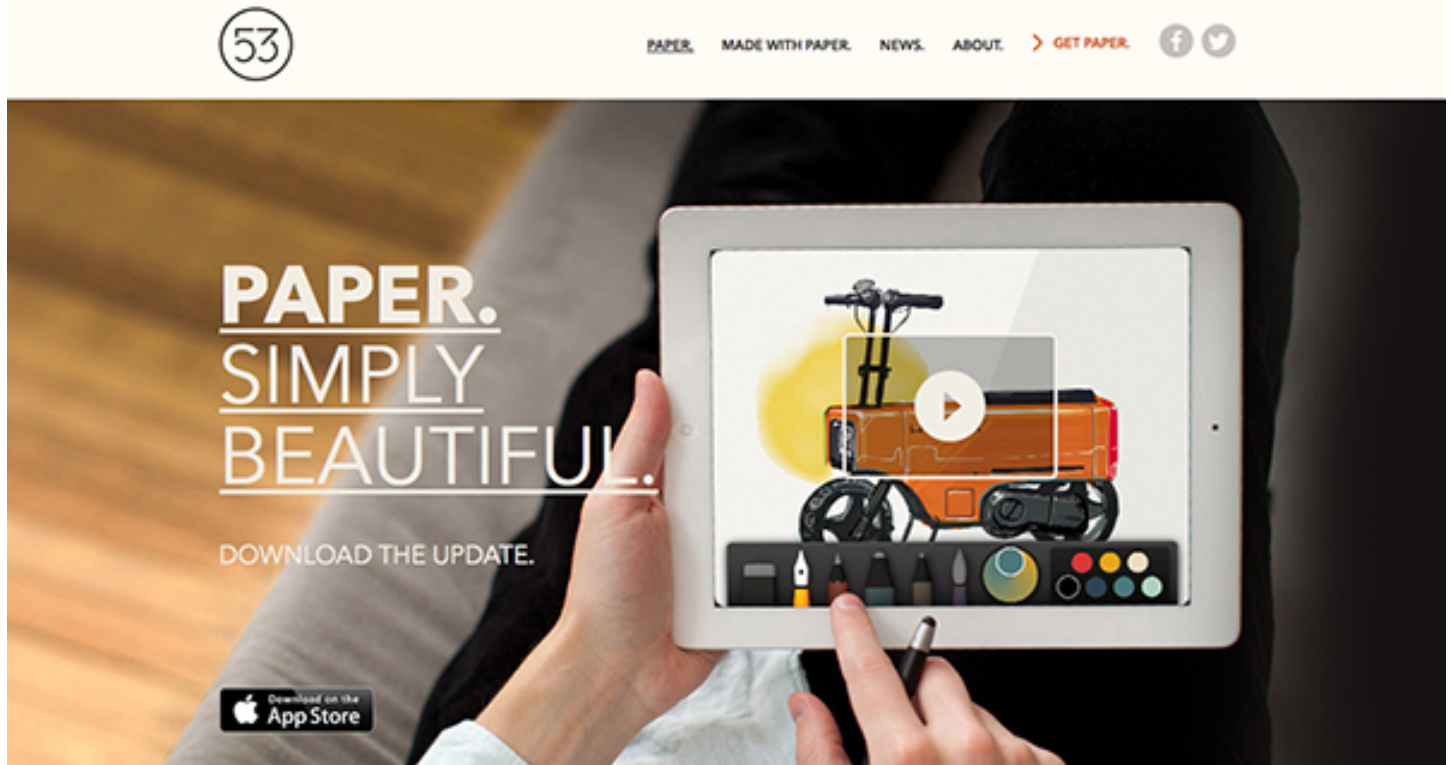 53
PAPER. MADE WITH PAPER. NEWS. ABOUT. GET PAPER.
PAPER.
SIMPLY
BEAUTIFUL.
DOWNLOAD THE UPDATE.
Download on the
App Store